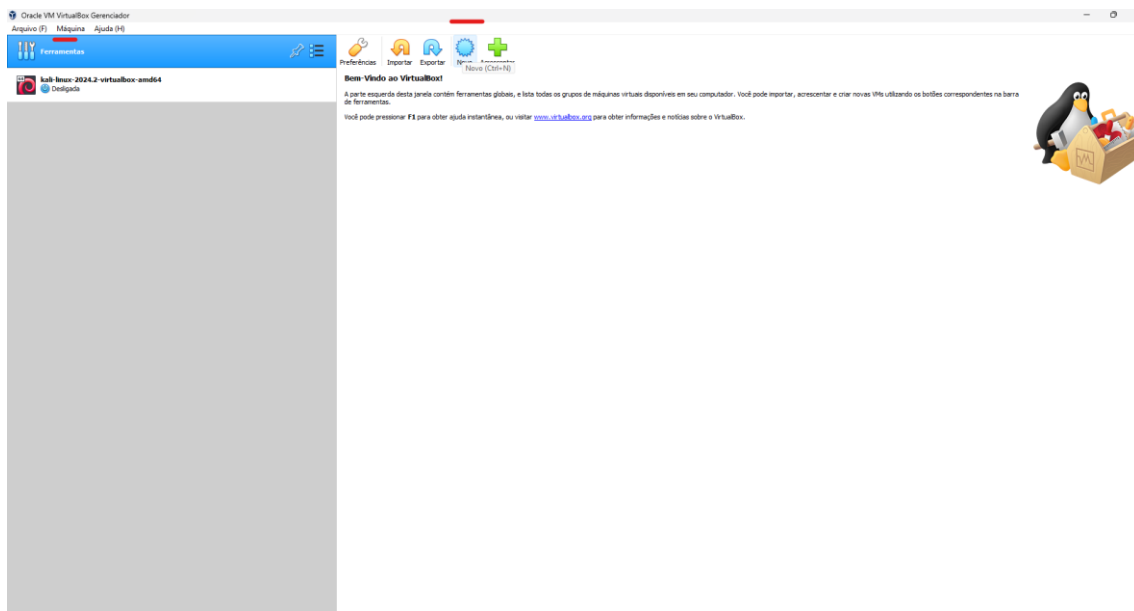 Oracle VM VirtualBox Gerenciador
Arquivo (F) Máquina Ajuda (H)
Ferramentas
kali-linux-2024.2-virtualbox-amd64
Desligada
Preferências Importar Exportar Novo Acrescentar
Novo (Ctrl+N)
Bem-Vindo ao VirtualBox!
A parte esquerda desta janela contém ferramentas globais, e lista todas os grupos de máquinas virtuais disponíveis em seu computador. Você pode importar, acrescentar e criar novas VMs utilizando os botões correspondentes na barra
de ferramentas.
Você pode pressionar F1 para obter ajuda instantânea, ou visitar www.virtualbox.org para obter informações e notícias sobre o VirtualBox.